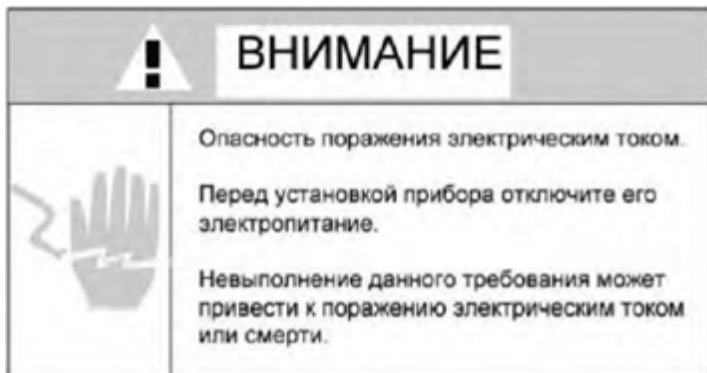 ВНИМАНИЕ
Опасность поражения электрическим током.
Перед установкой прибора отключите его
электропитание.
Невыполнение данного требования может
привести к поражению электрическим током
или смерти.